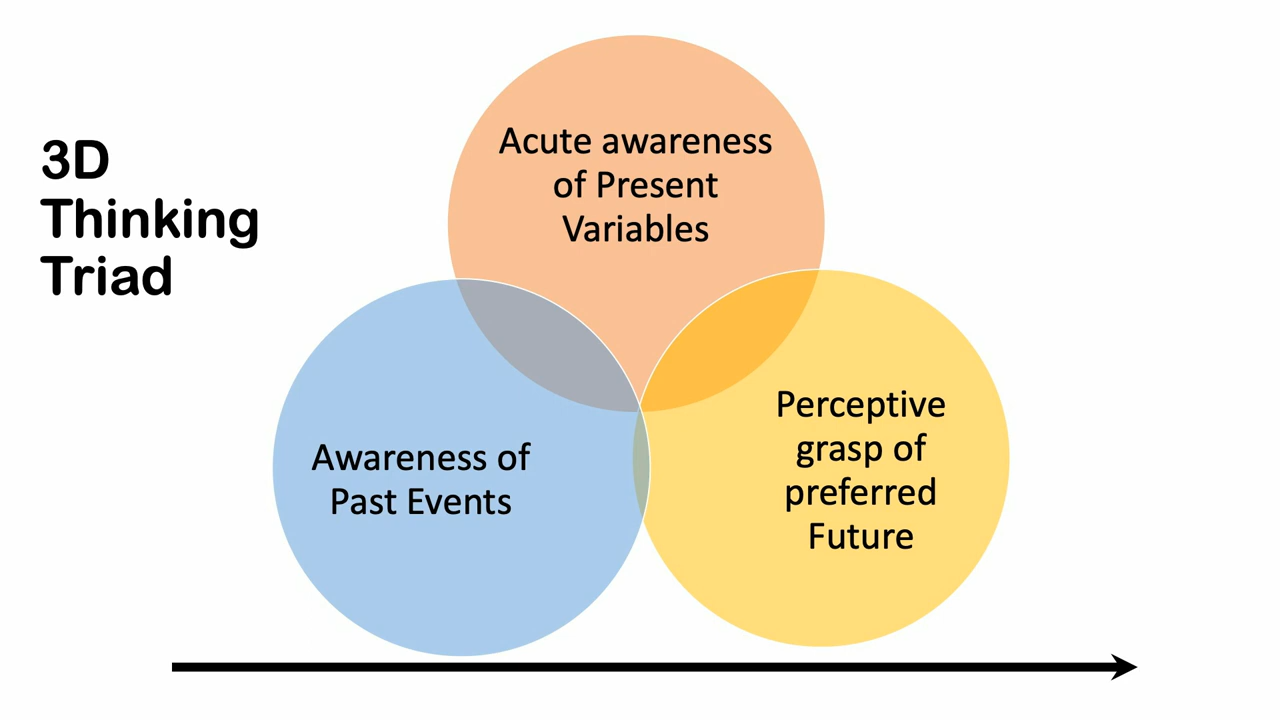 3D
Thinking
Triad
Acute awareness
of Present
Variables
Awareness of
Past Events
Perceptive
grasp of
preferred
Future